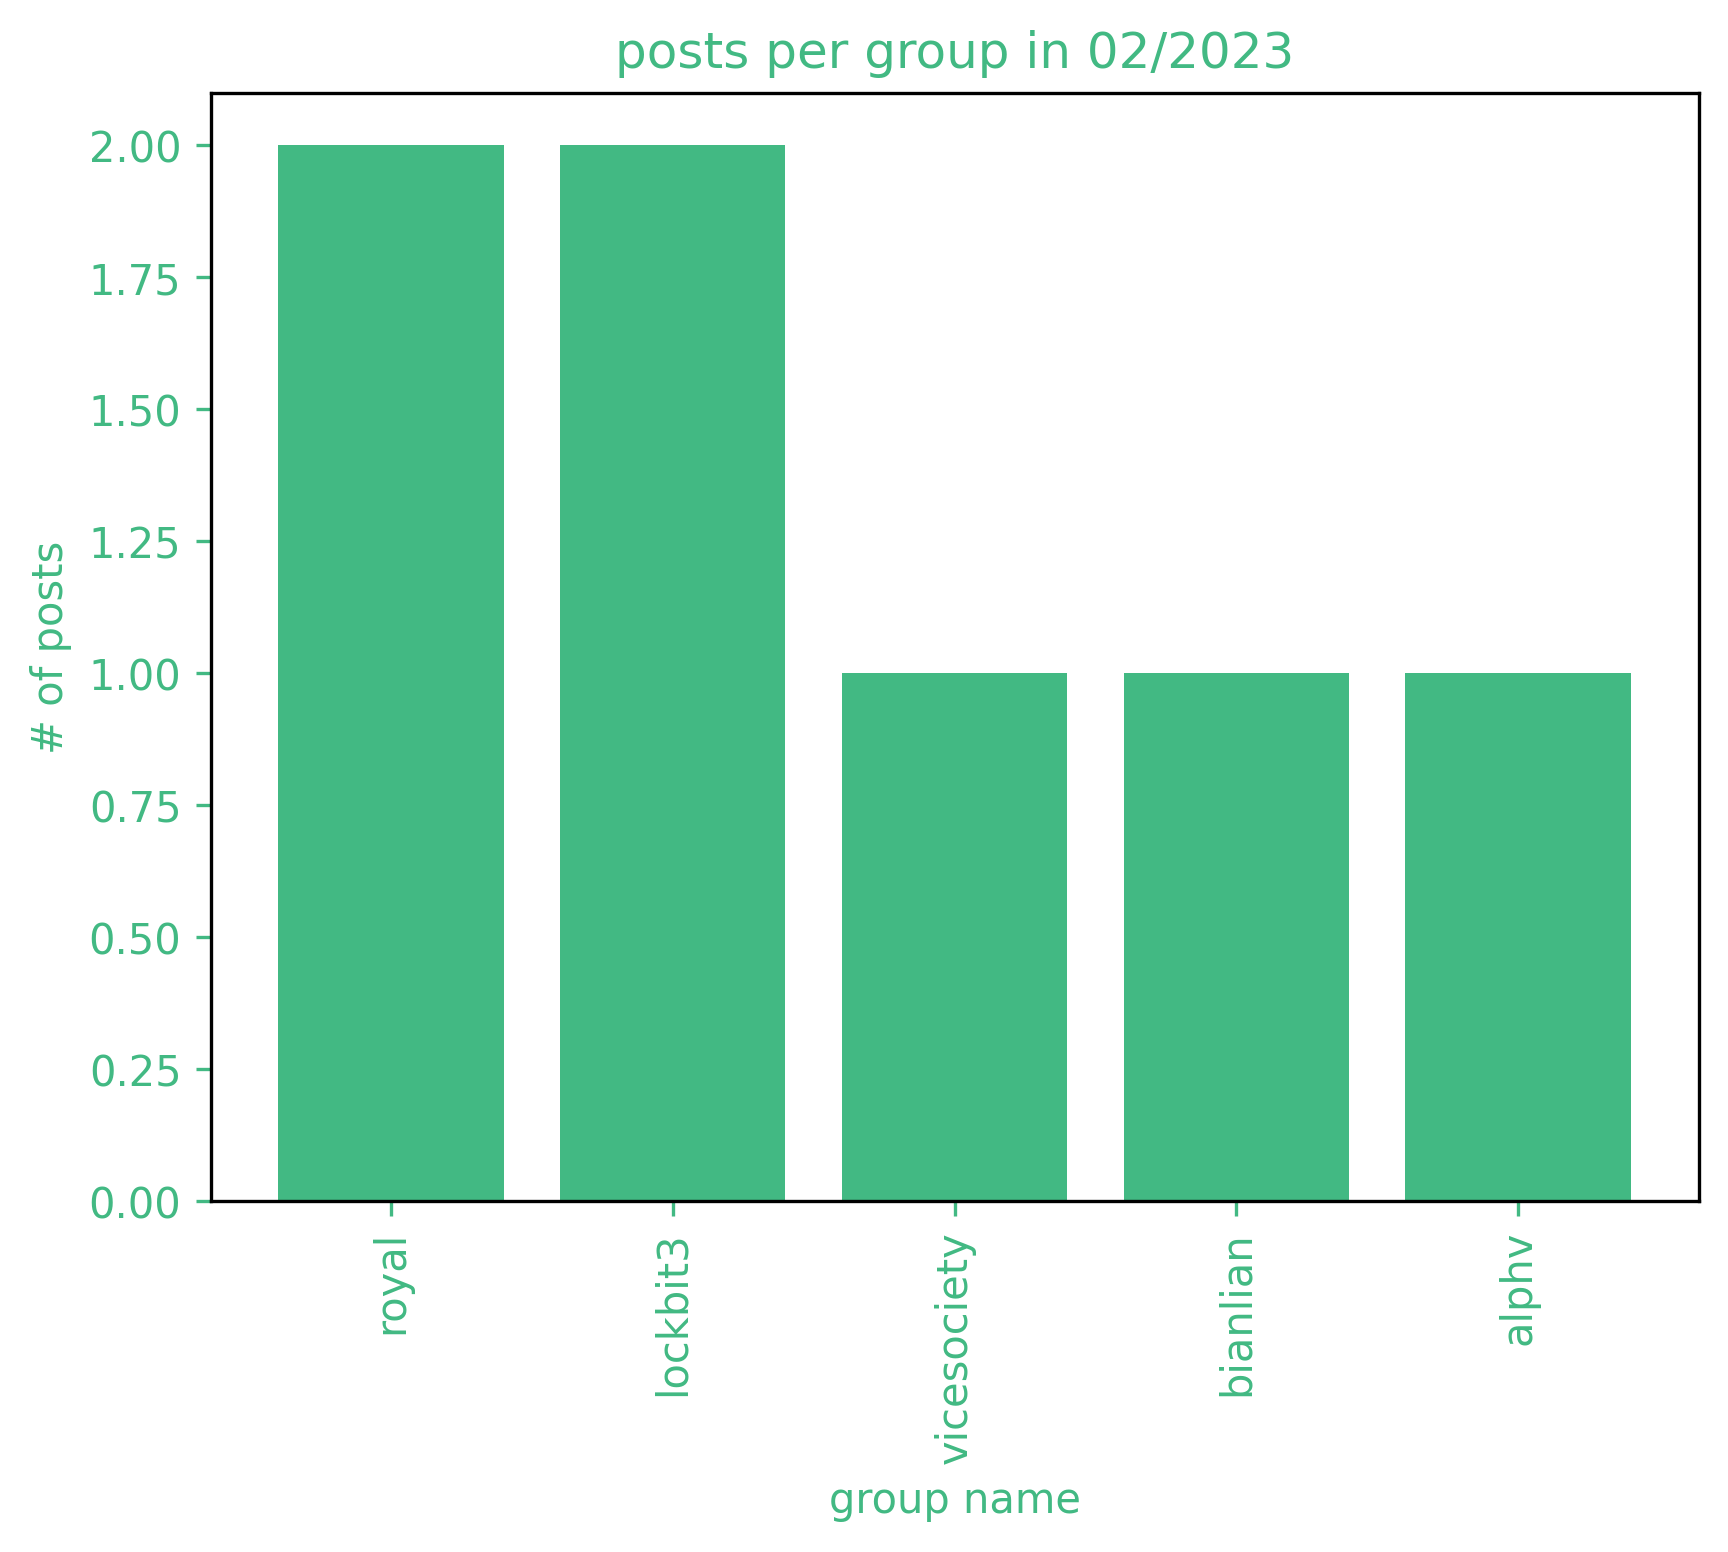 posts per group in 02/2023
2.00
1.75
1.50
1.25
1.00
0.75
0.50
0.25
0.00
# of posts
royal
lockbit3
vicesociety
bianlian
alphv
group name